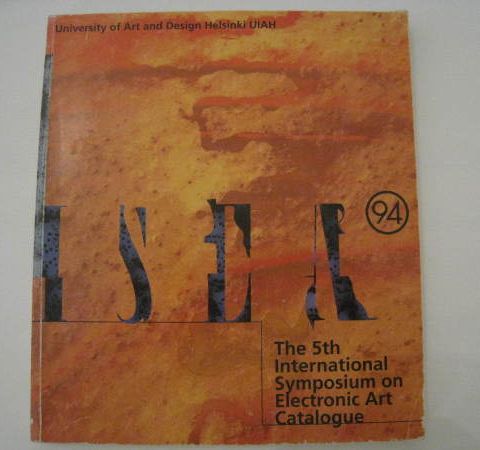 University of Art and Design Helsinki UIAH
ISEA
94
The 5th
International
Symposium on
Electronic Art
Catalogue